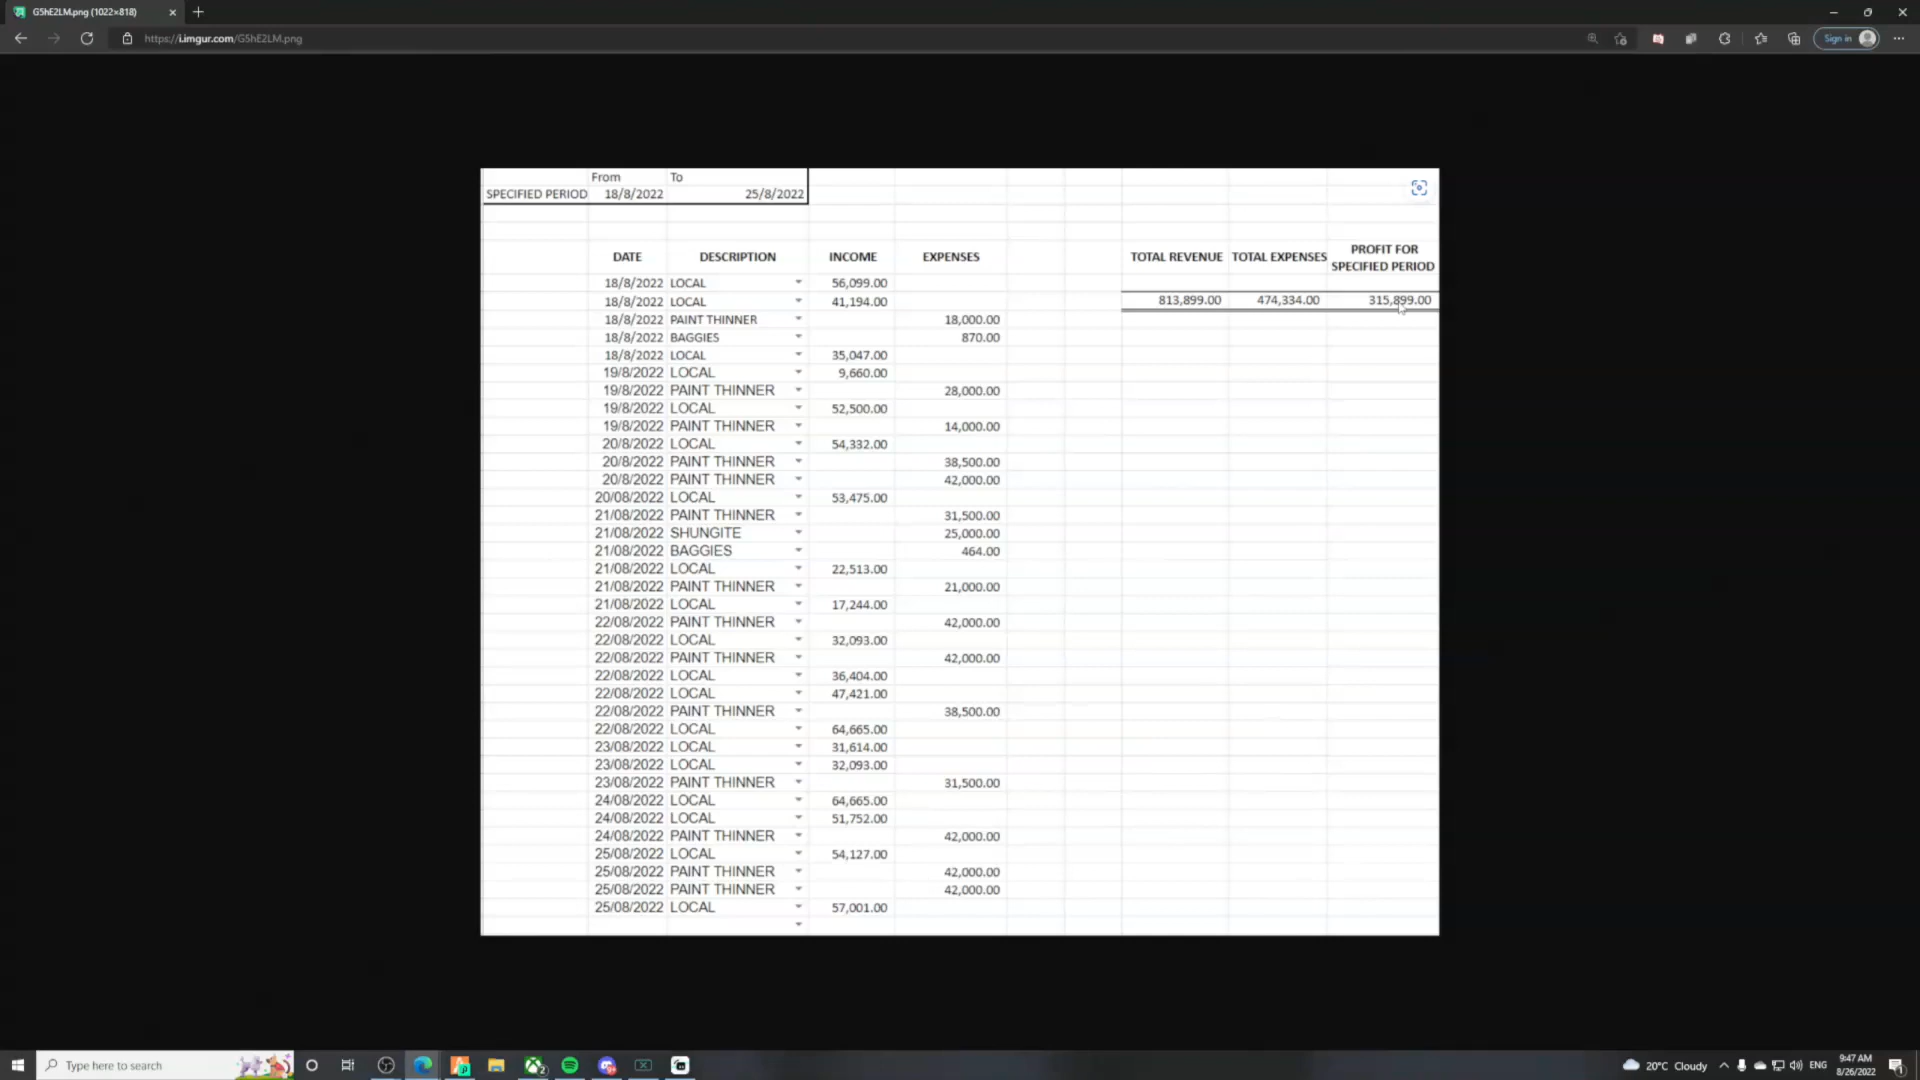 G5hE2LM.png (1022×818)
https://i.imgur.com/G5hE2LM.png
Sign in
From To
SPECIFIED PERIOD 18/8/2022 25/8/2022
DATE DESCRIPTION INCOME EXPENSES TOTAL REVENUE TOTAL EXPENSES PROFIT FOR SPECIFIED PERIOD
18/8/2022 LOCAL 56,099.00
18/8/2022 LOCAL 41,194.00 813,899.00 474,334.00 315,899.00
18/8/2022 PAINT THINNER 18,000.00
18/8/2022 BAGGIES 870.00
18/8/2022 LOCAL 35,047.00
19/8/2022 LOCAL 9,660.00
19/8/2022 PAINT THINNER 28,000.00
19/8/2022 LOCAL 52,500.00
19/8/2022 PAINT THINNER 14,000.00
20/8/2022 LOCAL 54,332.00
20/8/2022 PAINT THINNER 38,500.00
20/8/2022 PAINT THINNER 42,000.00
20/08/2022 LOCAL 53,475.00
21/08/2022 PAINT THINNER 31,500.00
21/08/2022 SHUNGITE 25,000.00
21/08/2022 BAGGIES 464.00
21/08/2022 LOCAL 22,513.00
21/08/2022 PAINT THINNER 21,000.00
21/08/2022 LOCAL 17,244.00
22/08/2022 PAINT THINNER 42,000.00
22/08/2022 LOCAL 32,093.00
22/08/2022 PAINT THINNER 42,000.00
22/08/2022 LOCAL 36,404.00
22/08/2022 LOCAL 47,421.00
22/08/2022 PAINT THINNER 38,500.00
22/08/2022 LOCAL 64,665.00
23/08/2022 LOCAL 31,614.00
23/08/2022 LOCAL 32,093.00
23/08/2022 PAINT THINNER 31,500.00
24/08/2022 LOCAL 64,665.00
24/08/2022 LOCAL 51,752.00
24/08/2022 PAINT THINNER 42,000.00
25/08/2022 LOCAL 54,127.00
25/08/2022 PAINT THINNER 42,000.00
25/08/2022 PAINT THINNER 42,000.00
25/08/2022 LOCAL 57,001.00
Type here to search
20°C Cloudy
ENG
9:47 AM
8/26/2022